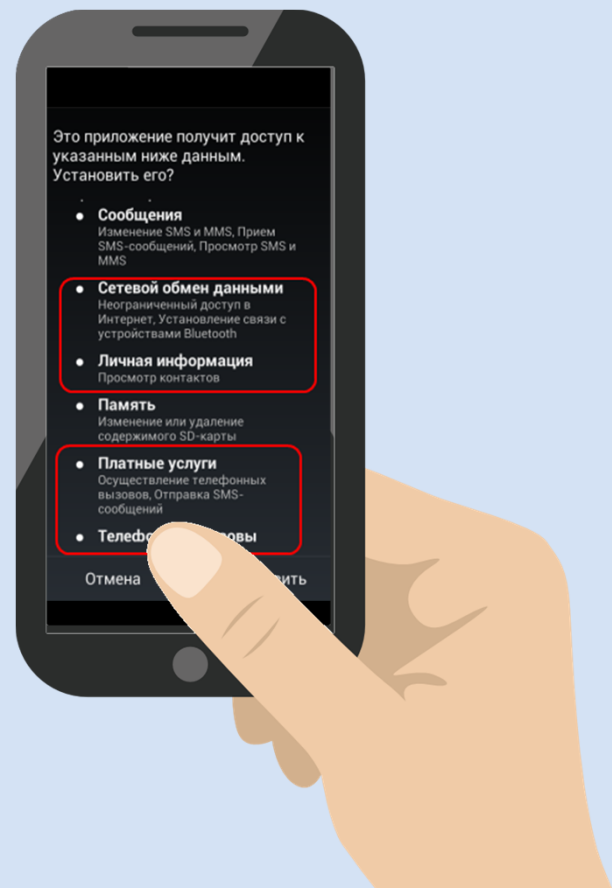 Это приложение получит доступ к
указанным ниже данным.
Установить его?
Сообщения
Изменение SMS и MMS, Прием
SMS-сообщений, Просмотр SMS и
MMS
Сетевой обмен данными
Неограниченный доступ в
Интернет, Установление связи с
устройствами Bluetooth
Личная информация
Просмотр контактов
Память
Изменение или удаление
содержимого SD-карты
Платные услуги
Осуществление телефонных
вызовов, Отправка SMS-
сообщений
Отмена